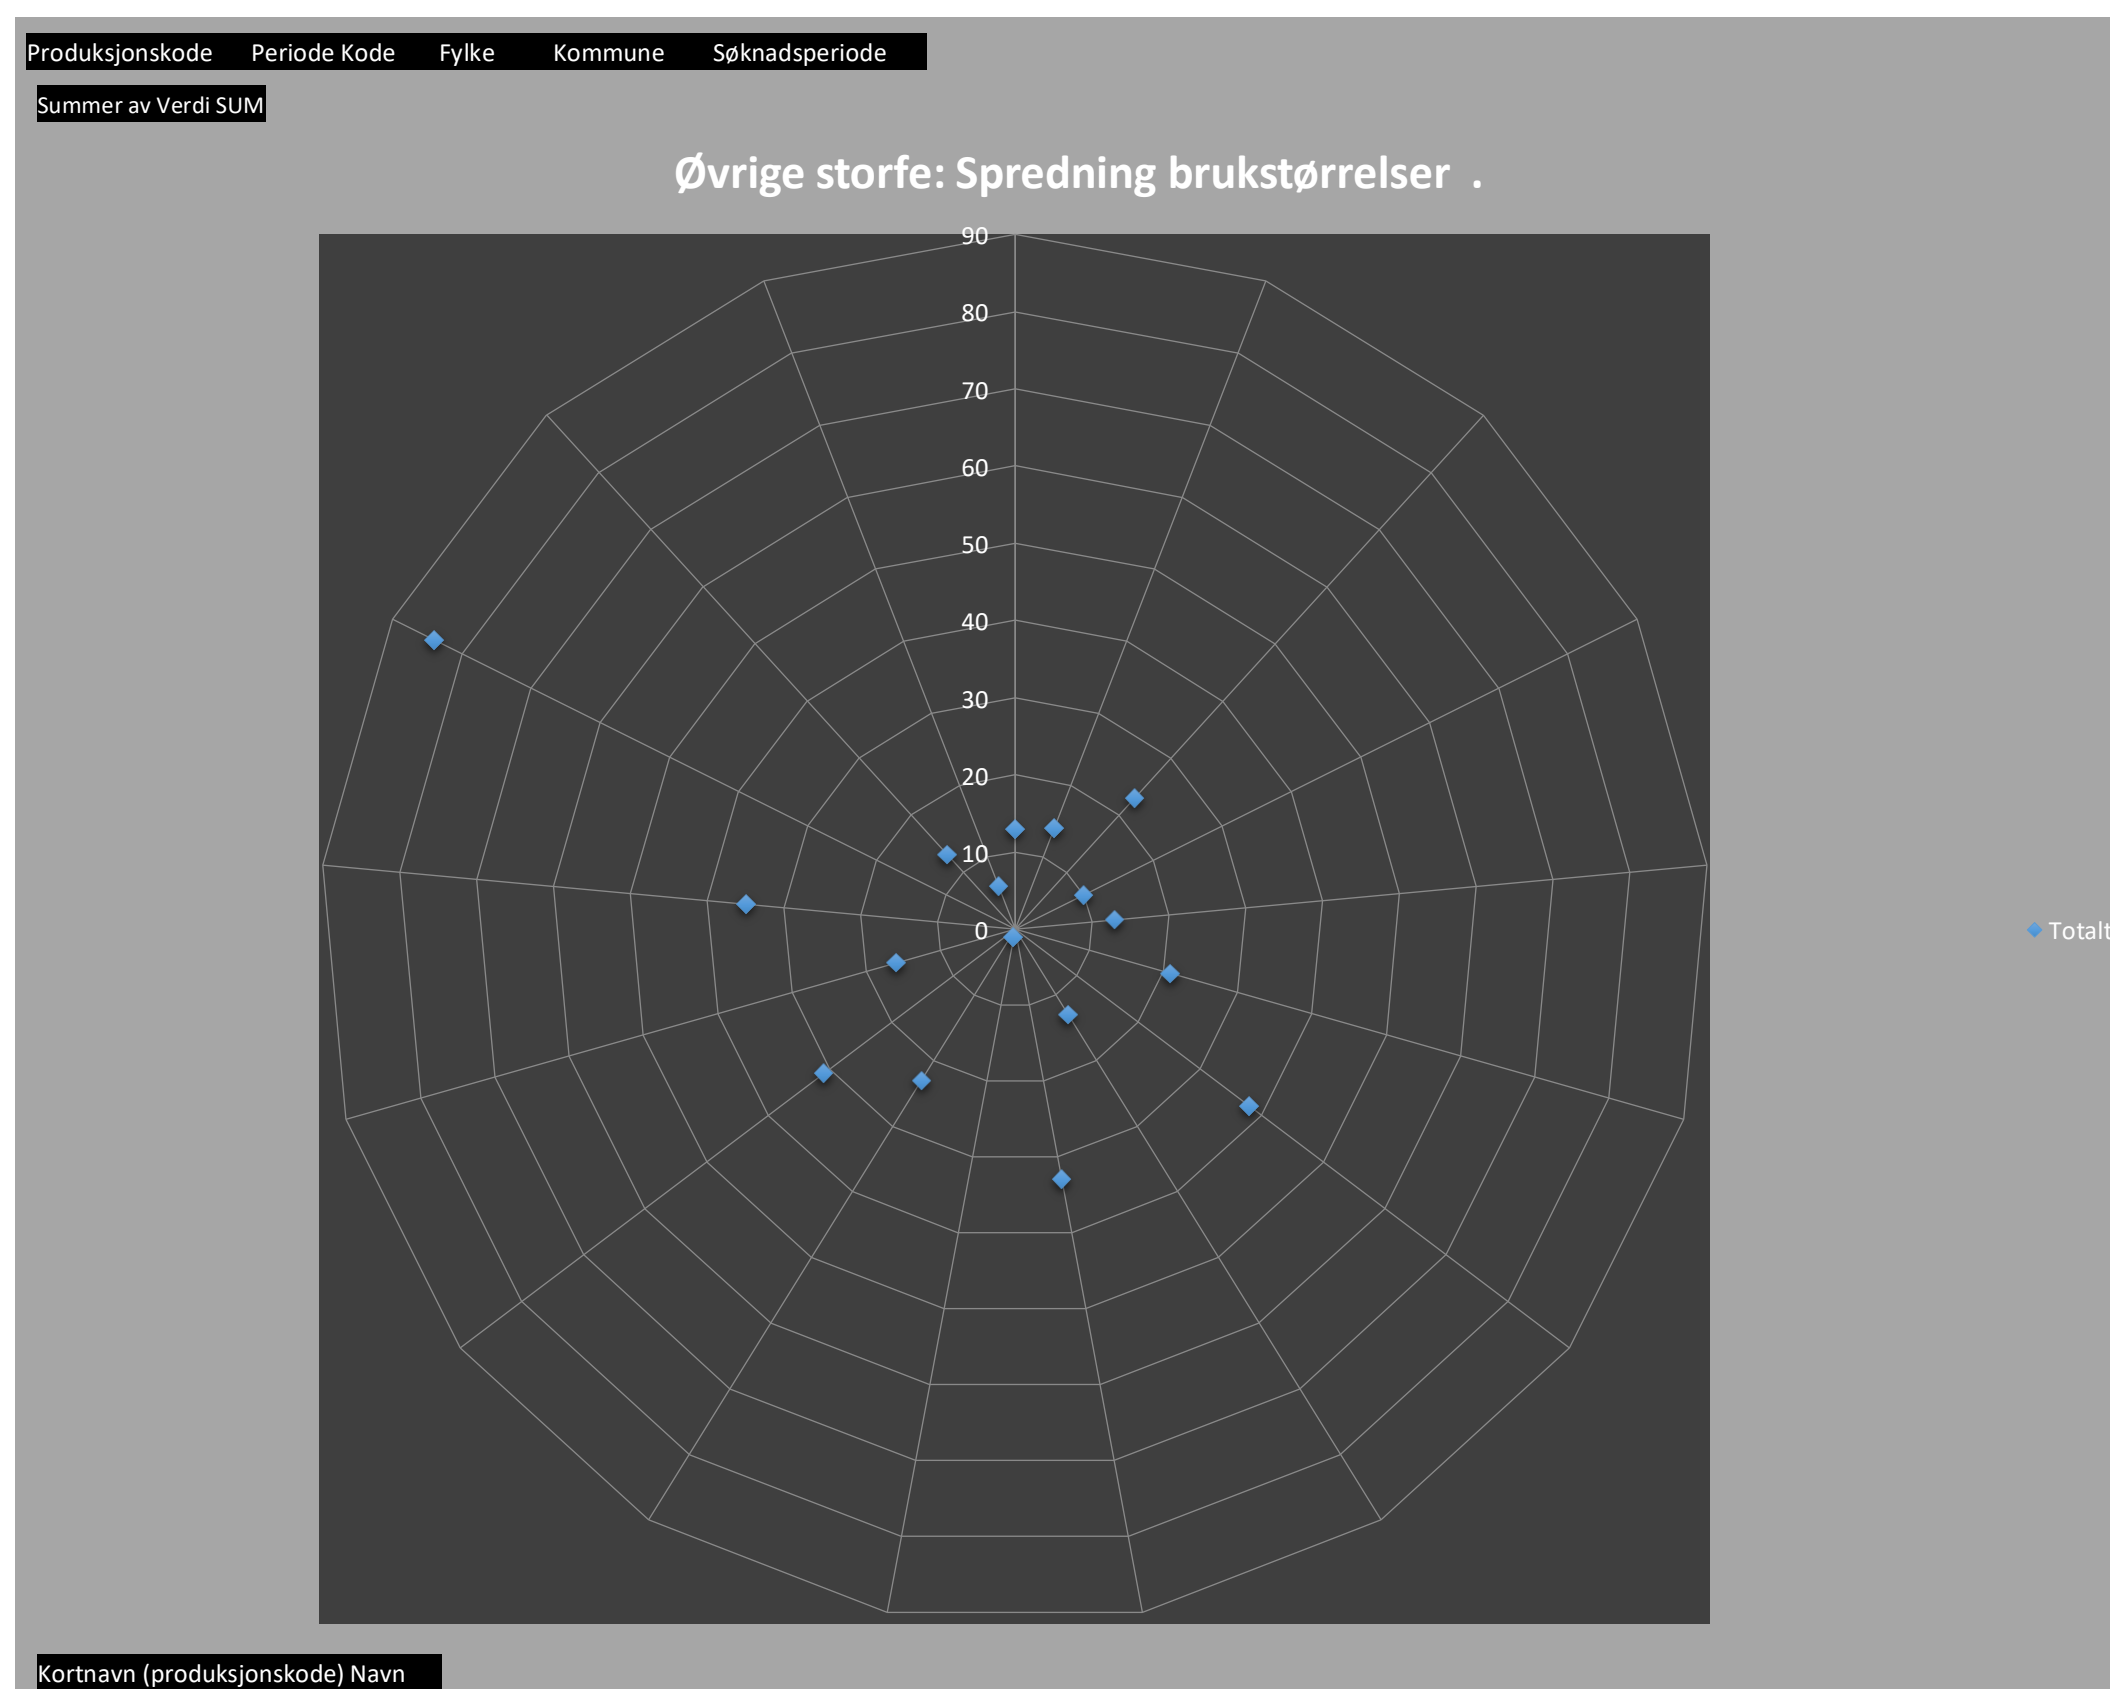 Produksjonskode Periode Kode Fylke Kommune Søknadsperiode
Summer av Verdi SUM
Øvrige storfe: Spredning brukstørrelser .
90
80
70
60
50
40
30
20
10
0
Totalt
Kortnavn (produksjonskode) Navn